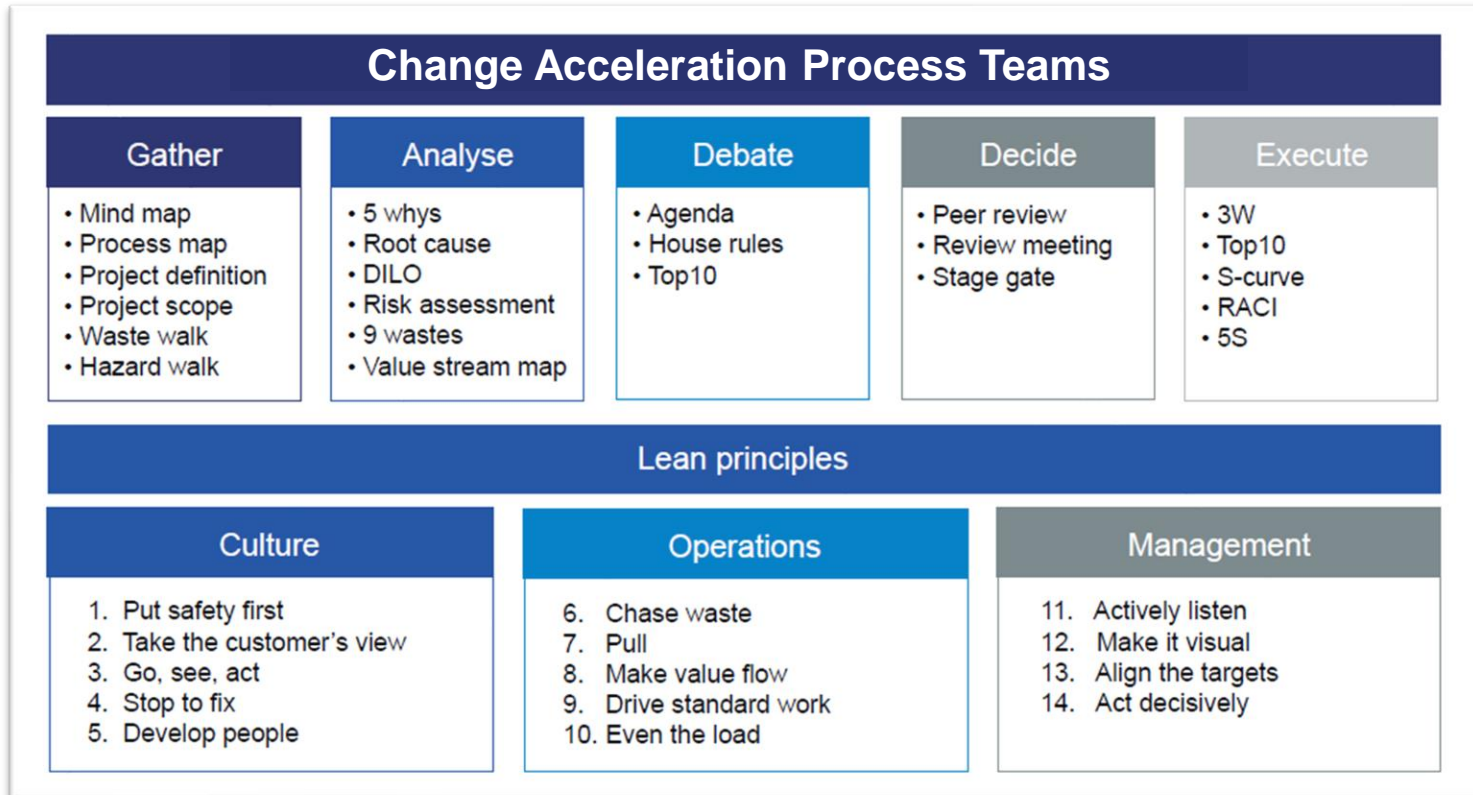 Change Acceleration Process Teams
Gather
• Mind map
• Process map
• Project definition
• Project scope
• Waste walk
• Hazard walk
Analyse
• 5 whys
• Root cause
• DILO
• Risk assessment
• 9 wastes
• Value stream map
Debate
• Agenda
• House rules
• Top10
Decide
• Peer review
• Review meeting
• Stage gate
Execute
• 3W
• Top10
• S-curve
• RACI
• 5S
Lean principles
Culture
1. Put safety first
2. Take the customer’s view
3. Go, see, act
4. Stop to fix
5. Develop people
Operations
6. Chase waste
7. Pull
8. Make value flow
9. Drive standard work
10. Even the load
Management
11. Actively listen
12. Make it visual
13. Align the targets
14. Act decisively